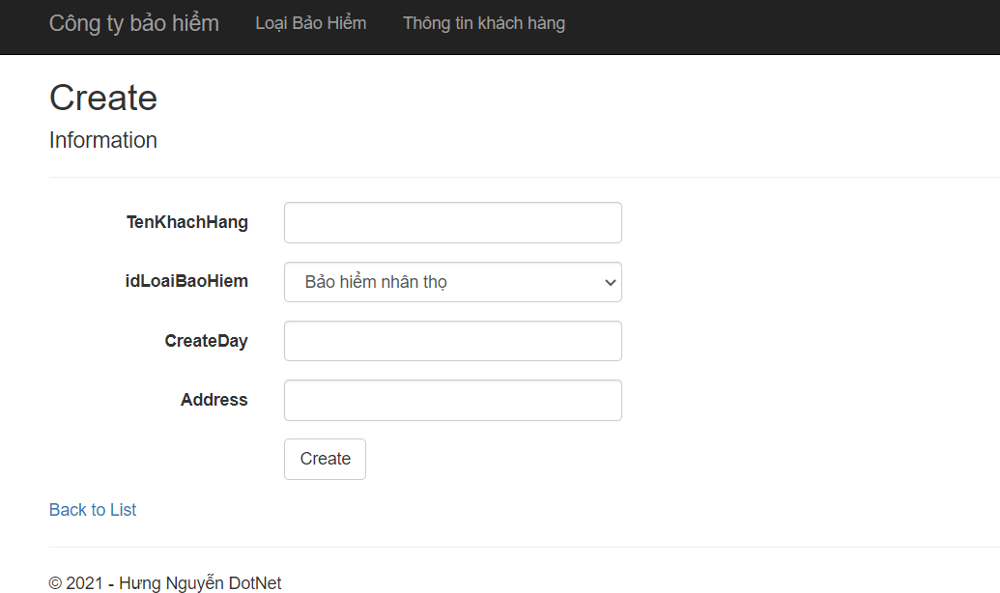 Công ty bảo hiểm Loại Bảo Hiểm Thông tin khách hàng
Create
Information
TenKhachHang
idLoaiBaoHiem Bảo hiểm nhân thọ
CreateDay
Address
Create
Back to List
© 2021 - Hưng Nguyễn DotNet